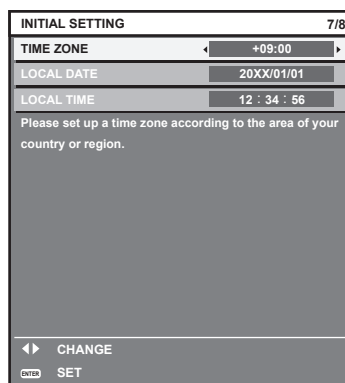 INITIAL SETTING 7/8
TIME ZONE +09:00
LOCAL DATE 20XX/01/01
LOCAL TIME 12 : 34 : 56
Please set up a time zone according to the area of your
country or region.
CHANGE
ENTER SET